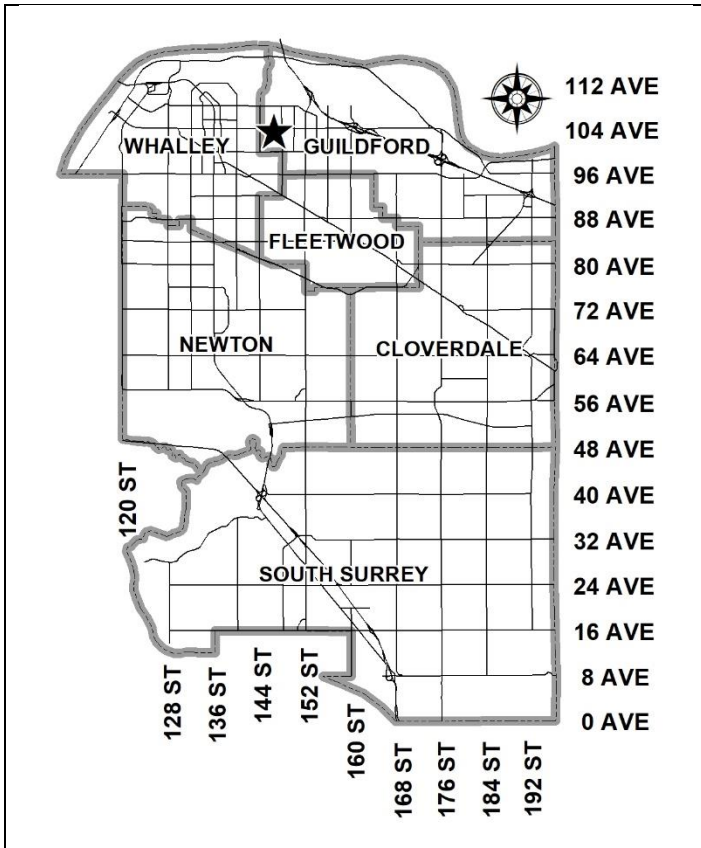 112 AVE
104 AVE
WHALLEY
GUILDFORD
96 AVE
88 AVE
FLEETWOOD
80 AVE
72 AVE
NEWTON
CLOVERDALE
64 AVE
56 AVE
48 AVE
120 ST
40 AVE
32 AVE
SOUTH SURREY
24 AVE
16 AVE
128 ST
136 ST
144 ST
152 ST
160 ST
8 AVE
0 AVE
168 ST
176 ST
184 ST
192 ST